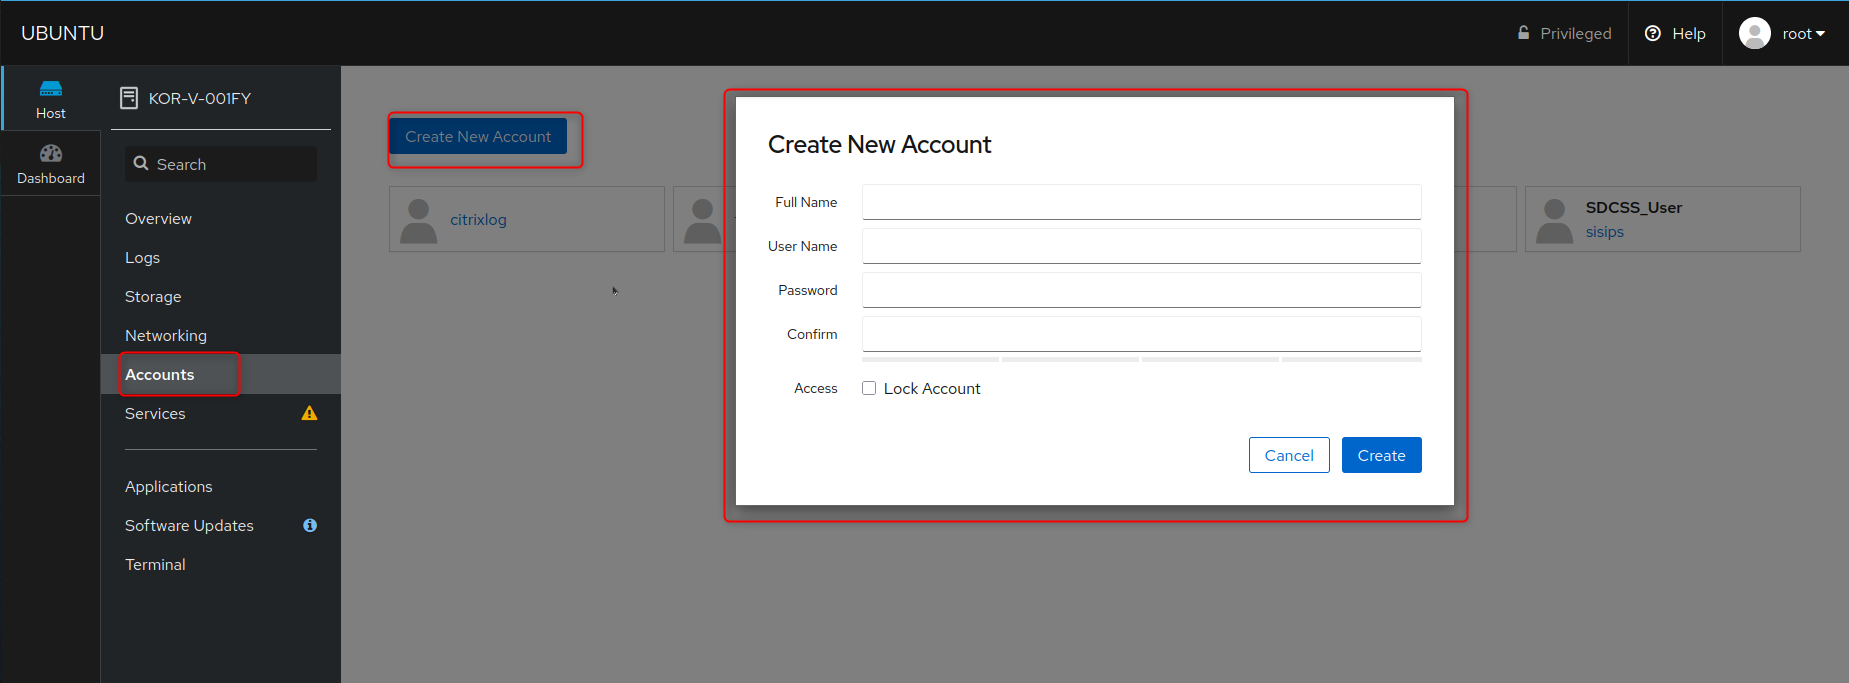 UBUNTU
Privileged
Help
root
Host
Dashboard
KOR-V-001FY
Search
Overview
Logs
Storage
Networking
Accounts
Services
Applications
Software Updates
Terminal
Create New Account
citrixlog
SDCSS_User
sisips
Create New Account
Full Name
User Name
Password
Confirm
Access
Lock Account
Cancel
Create